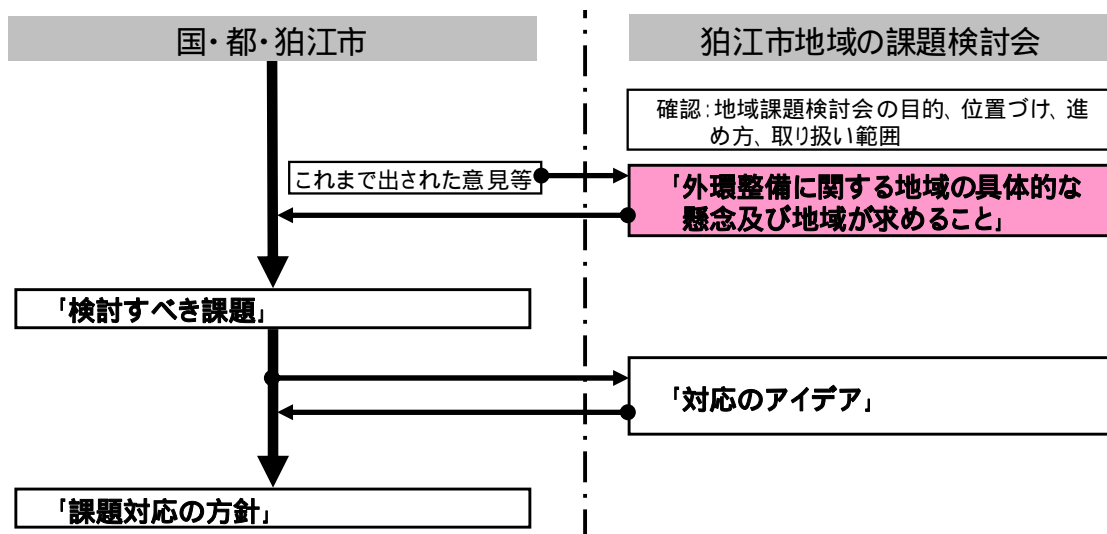 国・都・狛江市
狛江市地域の課題検討会
確認:地域課題検討会の目的、位置づけ、進
め方、取り扱い範囲
これまで出された意見等
「外環整備に関する地域の具体的な
懸念及び地域が求めること」
「検討すべき課題」
「対応のアイデア」
「課題対応の方針」